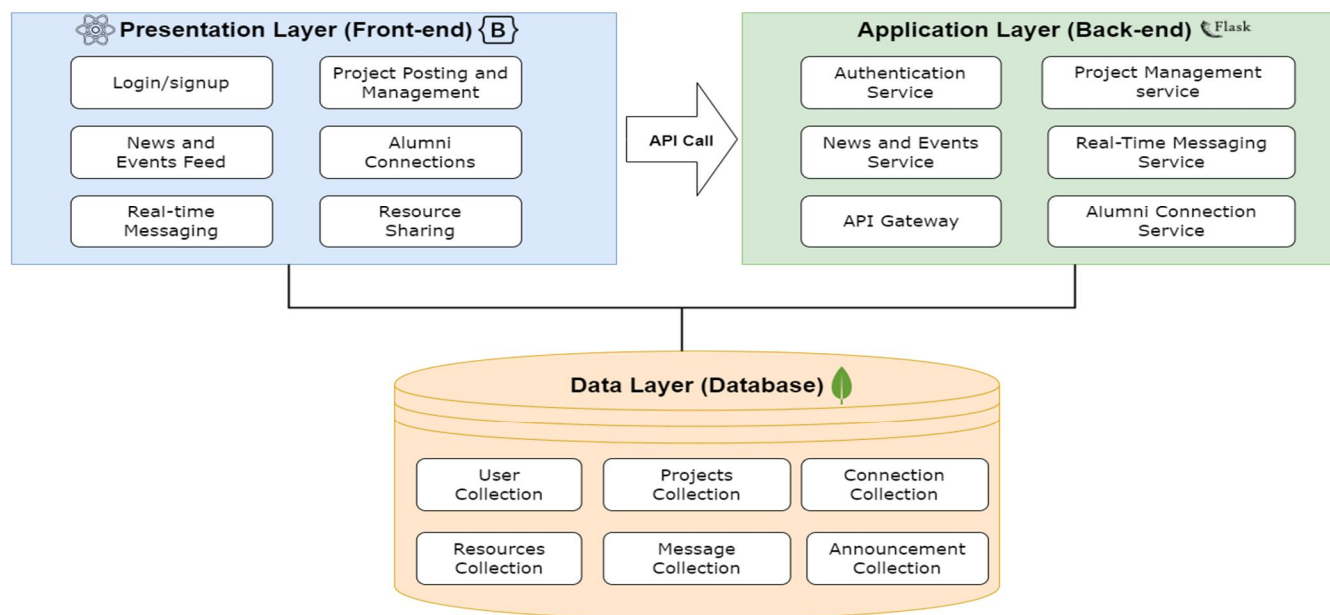 Presentation Layer (Front-end) {B}
Login/signup
Project Posting and
Management
News and
Events Feed
Alumni
Connections
Real-time
Messaging
Resource
Sharing
API Call
Application Layer (Back-end) Flask
Authentication
Service
Project Management
service
News and Events
Service
Real-Time Messaging
Service
API Gateway
Alumni Connection
Service
Data Layer (Database)
User
Collection
Projects
Collection
Connection
Collection
Resources
Collection
Message
Collection
Announcement
Collection